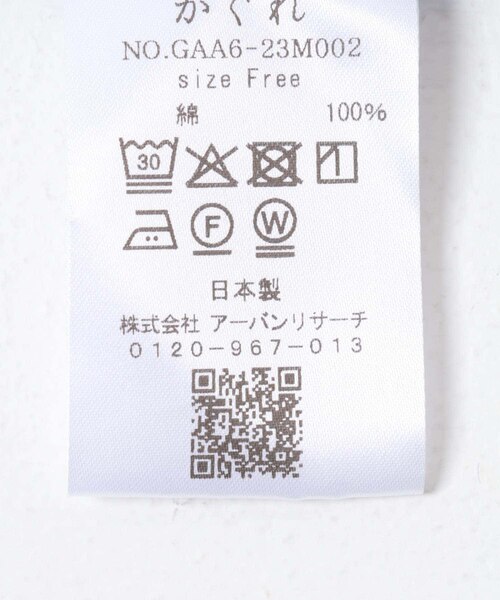 かぐれ
NO.GAA6-23M002
size Free
綿 100%
30
F W
日本製
株式会社 アーバンリサーチ
0120-967-013